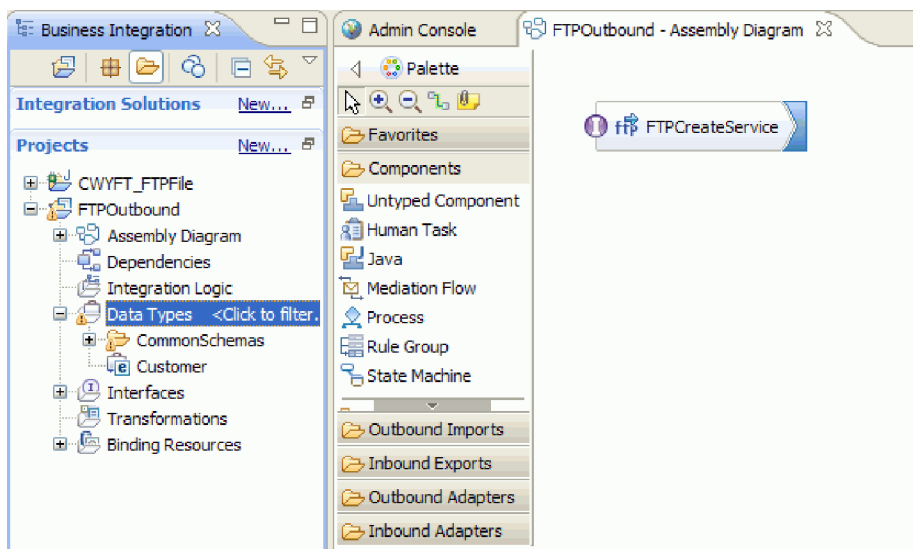 Business Integration
Integration Solutions New...
Projects New...
CWYFT_FTPFile
FTPOutbound
Assembly Diagram
Dependencies
Integration Logic
Data Types <Click to filter.
CommonSchemas
Customer
Interfaces
Transformations
Binding Resources
Admin Console
FTPOutbound - Assembly Diagram
Palette
Favorites
Components
Untyped Component
Human Task
Java
Mediation Flow
Process
Rule Group
State Machine
Outbound Imports
Inbound Exports
Outbound Adapters
Inbound Adapters
ftp FTPCreateService